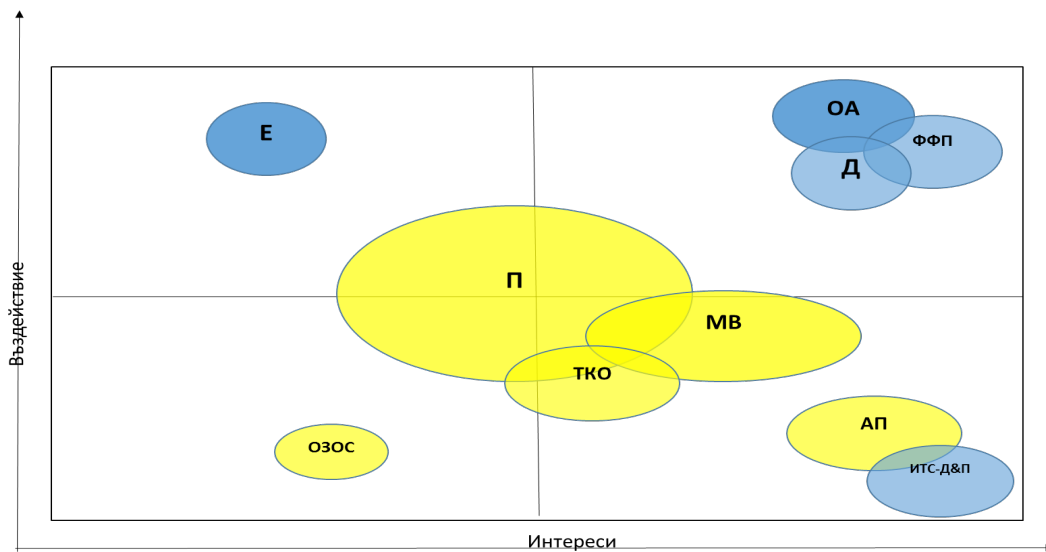 ОА
Е
ФФП
Д
П
МВ
ТКО
АП
ОЗОС
ИТС-Д&П
Въздействие
Интереси